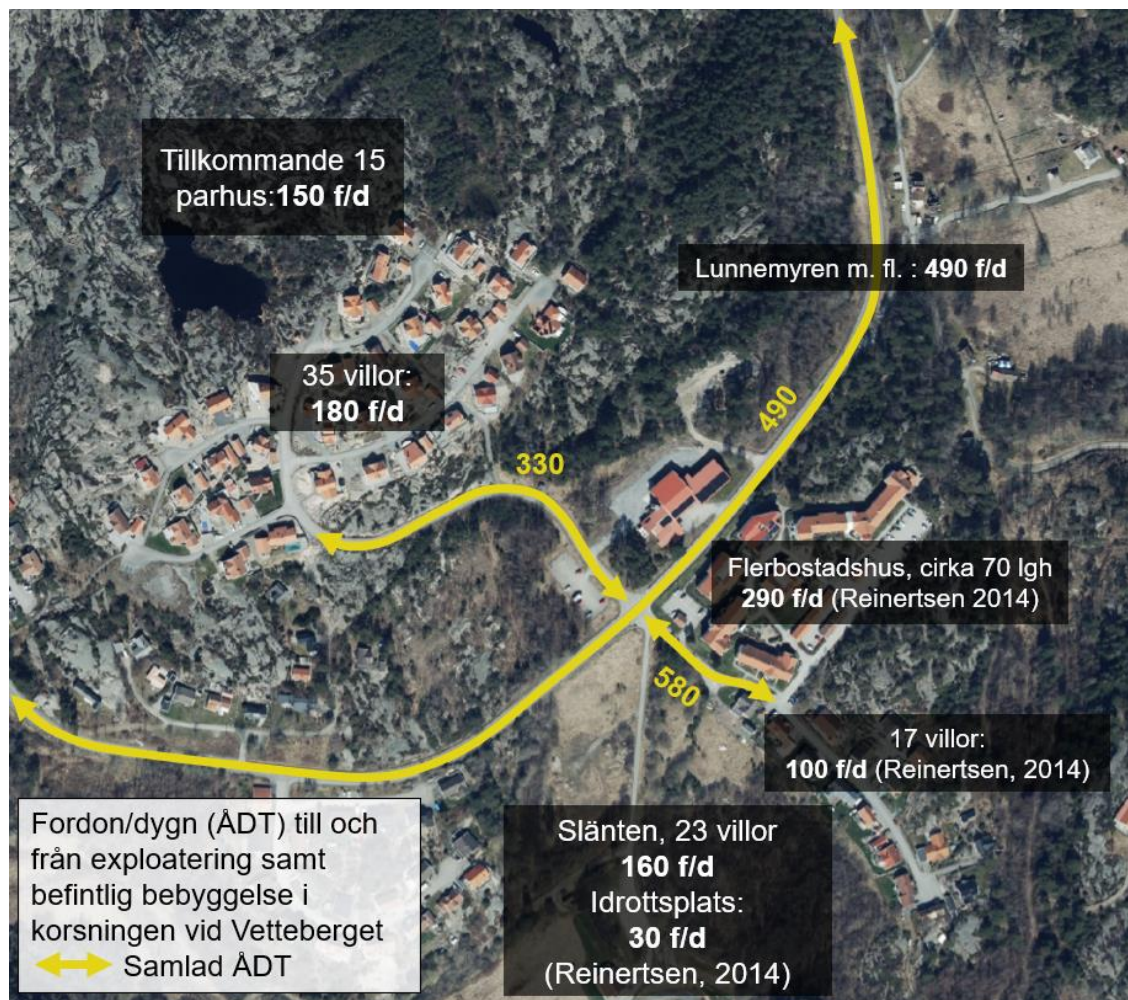 Tillkommande 15
parhus:150 f/d
Lunnemyren m. fl. : 490 f/d
35 villor:
180 f/d
490
330
Flerbostadshus, cirka 70 lgh
290 f/d (Reinertsen 2014)
580
17 villor:
100 f/d (Reinertsen, 2014)
Slänten, 23 villor
160 f/d
Idrottsplats:
30 f/d
(Reinertsen, 2014)
Fordon/dygn (ÅDT) till och
från exploatering samt
befintlig bebyggelse i
korsningen vid Vetteberget
Samlad ÅDT